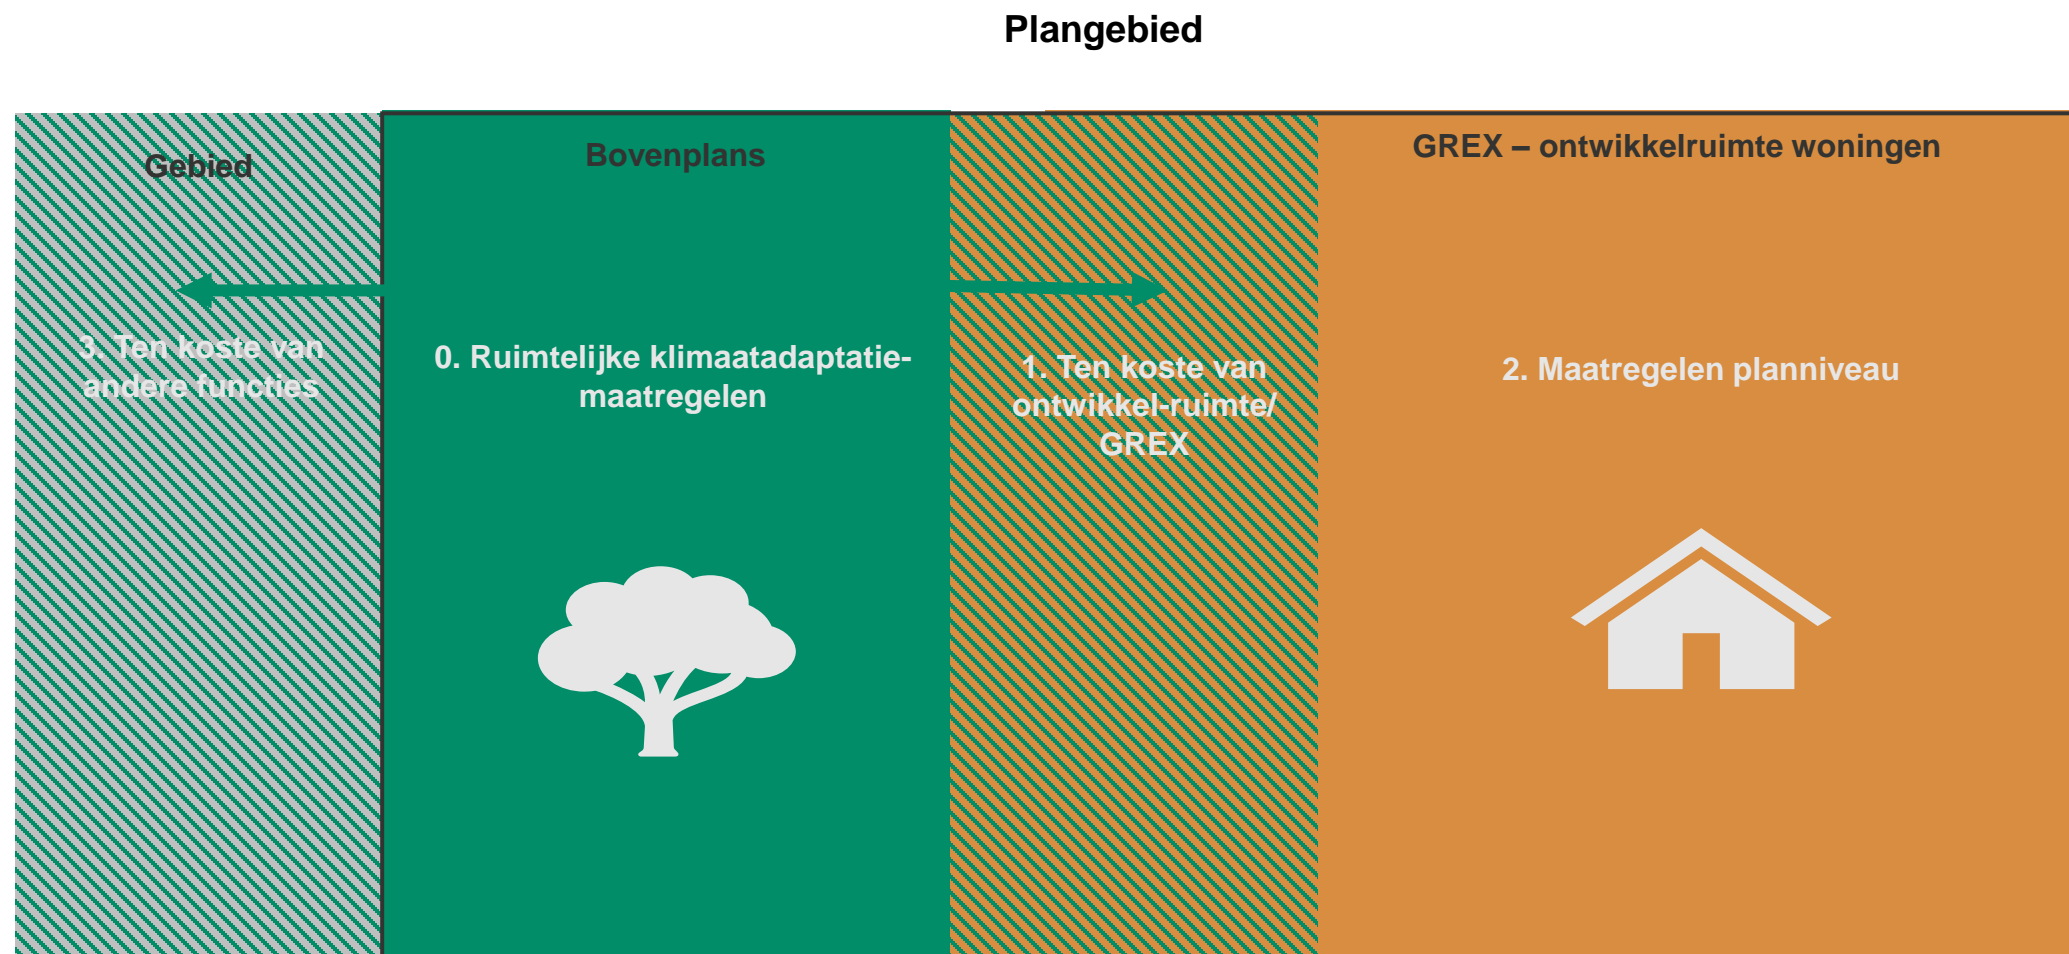 Plangebied
Gebied
Bovenplans
GREX – ontwikkelruimte woningen
3. Ten koste van
andere functies
0. Ruimtelijke klimaatadaptatie-
maatregelen
1. Ten koste van
ontwikkel-ruimte/
GREX
2. Maatregelen planniveau